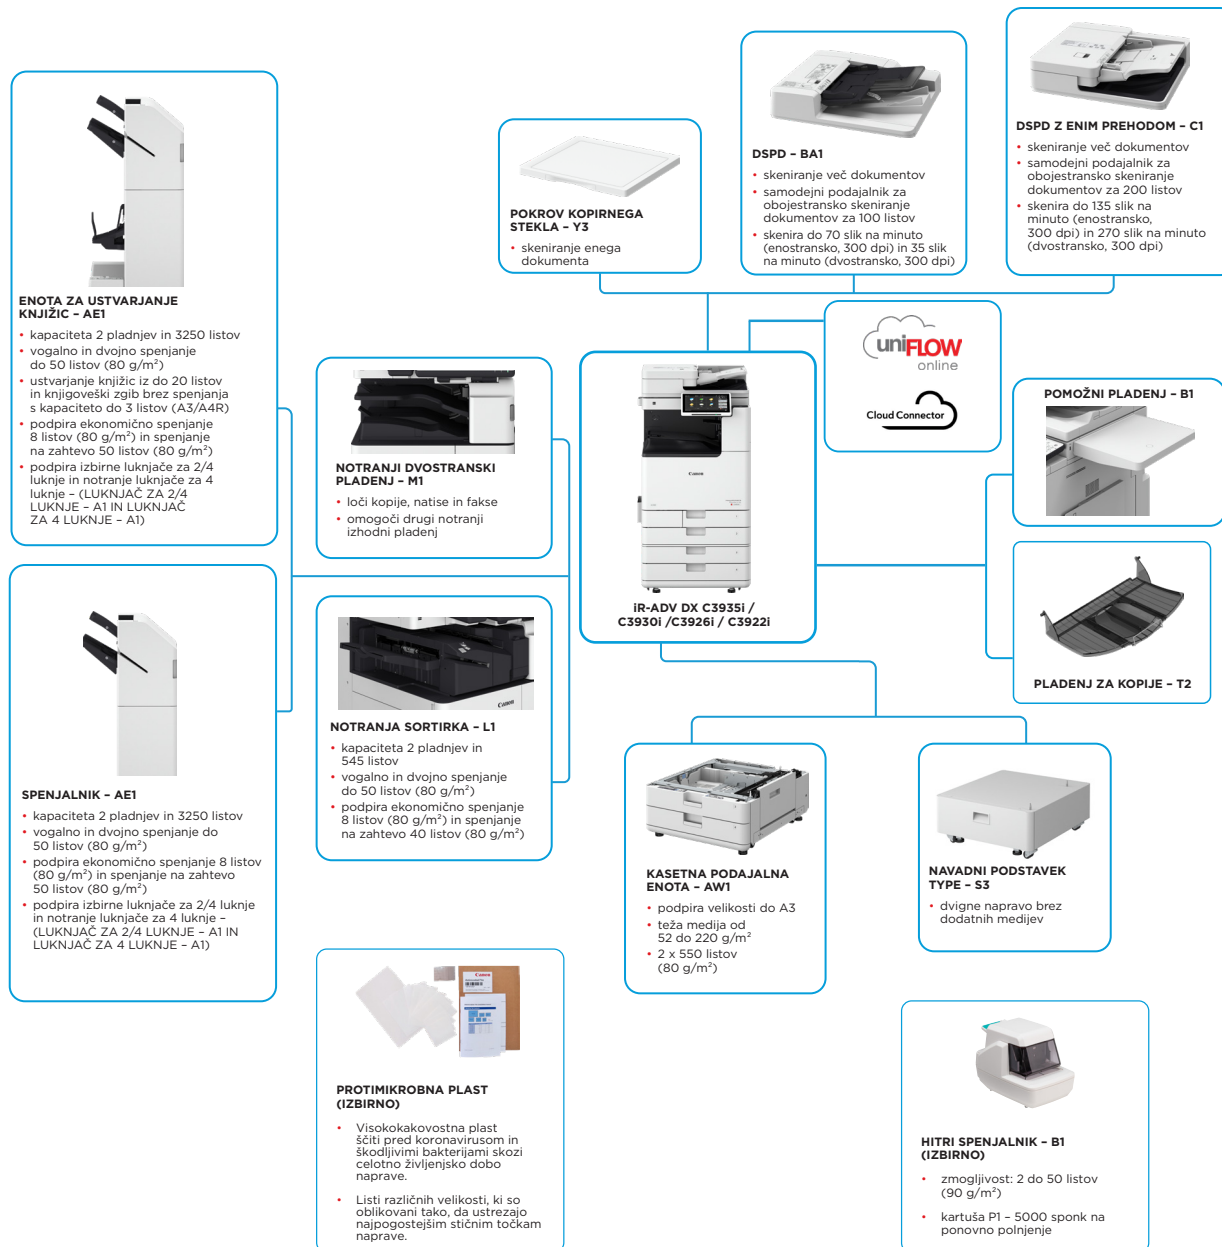 ENOTA ZA USTVARJANJE
KNJIŽIC – AE1
• kapaciteta 2 pladnjev in 3250 listov
• vogalno in dvojno spenjanje
do 50 listov (80 g/m²)
• ustvarjanje knjižic iz do 20 listov
in knjigoveški zgib brez spenjanja
s kapaciteto do 3 listov (A3/A4R)
• podpira ekonomično spenjanje
8 listov (80 g/m²) in spenjanje
na zahtevo 50 listov (80 g/m²)
• podpira izbirne luknjače za 2/4
luknje in notranje luknjače za 4
luknje – (LUKNJAČ ZA 2/4
LUKNJE – A1 IN LUKNJAČ
ZA 4 LUKNJE – A1)
SPENJALNIK – AE1
• kapaciteta 2 pladnjev in 3250 listov
• vogalno in dvojno spenjanje do
50 listov (80 g/m²)
• podpira ekonomično spenjanje 8 listov
(80 g/m²) in spenjanje na zahtevo
50 listov (80 g/m²)
• podpira izbirne luknjače za 2/4 luknje
in notranje luknjače za 4 luknje –
(LUKNJAČ ZA 2/4 LUKNJE – A1 IN
LUKNJAČ ZA 4 LUKNJE – A1)
POKROV KOPIRNEGA
STEKLA – Y3
• skeniranje enega
dokumenta
DSPD – BA1
• skeniranje več dokumentov
• samodejni podajalnik za
obojestransko skeniranje
dokumentov za 100 listov
• skenira do 70 slik na minuto
(enostransko, 300 dpi) in 35 slik
na minuto (dvostransko, 300 dpi)
DSPD Z ENIM PREHODOM – C1
• skeniranje več dokumentov
• samodejni podajalnik za
obojestransko skeniranje
dokumentov za 200 listov
• skenira do 135 slik na
minuto (enostransko,
300 dpi) in 270 slik na minuto
(dvostransko, 300 dpi)
uniFLOW
online
Cloud Connector
NOTRANJI DVOSTRANSKI
PLADENJ – M1
• loči kopije, natise in fakse
• omogoči drugi notranji
izhodni pladenj
Canon
iR-ADV DX C3935i /
C3930i /C3926i / C3922i
POMOŽNI PLADENJ – B1
PLADENJ ZA KOPIJE – T2
Canon
NOTRANJA SORTIRKA – L1
• kapaciteta 2 pladnjev in
545 listov
• vogalno in dvojno spenjanje
do 50 listov (80 g/m²)
• podpira ekonomično spenjanje
8 listov (80 g/m²) in spenjanje
na zahtevo 40 listov (80 g/m²)
KASETNA PODAJALNA
ENOTA – AW1
• podpira velikosti do A3
• teža medija od
52 do 220 g/m²
• 2 x 550 listov
(80 g/m²)
NAVADNI PODSTAVEK
TYPE – S3
• dvigne napravo brez
dodatnih medijev
Canon
PROTIMIKROBNA PLAST
(IZBIRNO)
• Visokokakovostna plast
ščiti pred koronavirusom in
škodljivimi bakterijami skozi
celotno življenjsko dobo
naprave.
• Listi različnih velikosti, ki so
oblikovani tako, da ustrezajo
najpogostejšim stičnim točkam
naprave.
HITRI SPENJALNIK – B1
(IZBIRNO)
• zmogljivost: 2 do 50 listov
(90 g/m²)
• kartuša P1 – 5000 sponk na
ponovno polnjenje